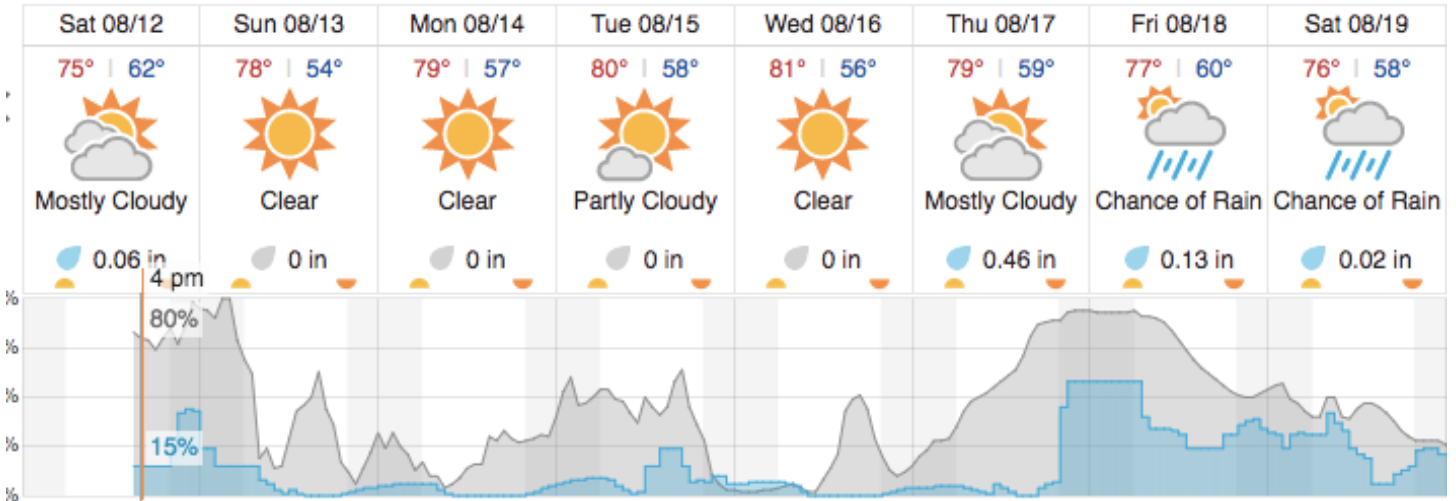 Sat 08/12 Sun 08/13 Mon 08/14 Tue 08/15 Wed 08/16 Thu 08/17 Fri 08/18 Sat 08/19
75° | 62° 78° | 54° 79° | 57° 80° | 58° 81° | 56° 79° | 59° 77° | 60° 76° | 58°
Mostly Cloudy Clear Clear Partly Cloudy Clear Mostly Cloudy Chance of Rain Chance of Rain
0.06 in 0 in 0 in 0 in 0 in 0.46 in 0.13 in 0.02 in
4 pm
%
80%
%
%
15%
%
%